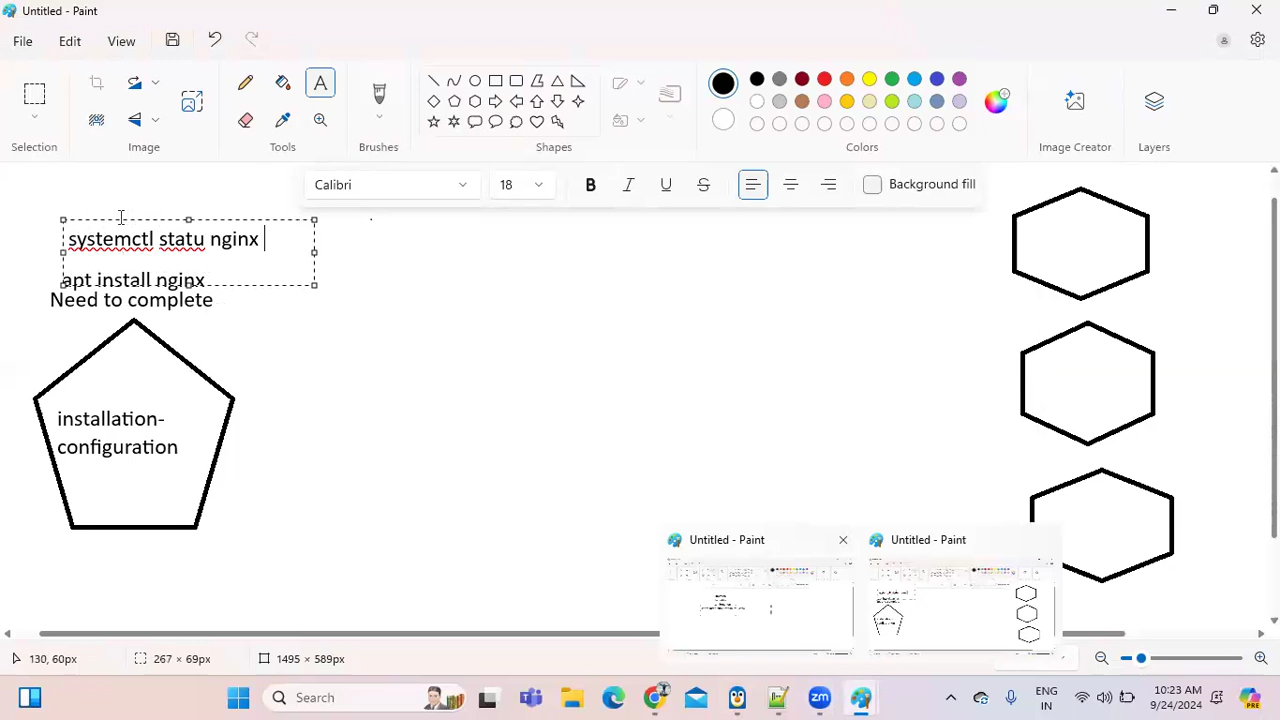 Untitled - Paint
File Edit View
Selection Image Tools Brushes Shapes Colors Image Creator Layers
Calibri 18 B I U S Background fill
systemctl statu nginx
apt install nginx
Need to complete
installation-
configuration
Untitled - Paint Untitled - Paint
130, 60px 267 × 69px 1495 × 585px
Search ENG
IN 10:23 AM
9/24/2024